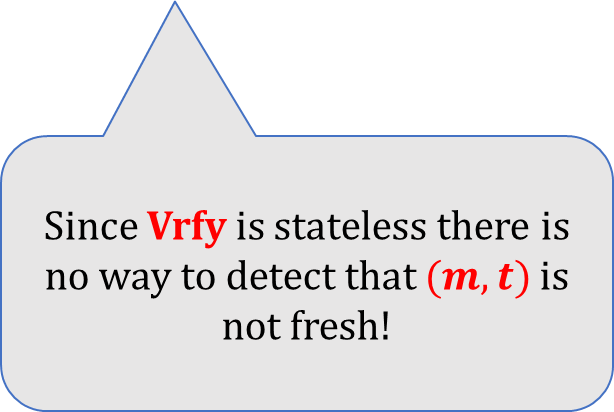 Since Vrfy is stateless there is
no way to detect that (m, t) is
not fresh!